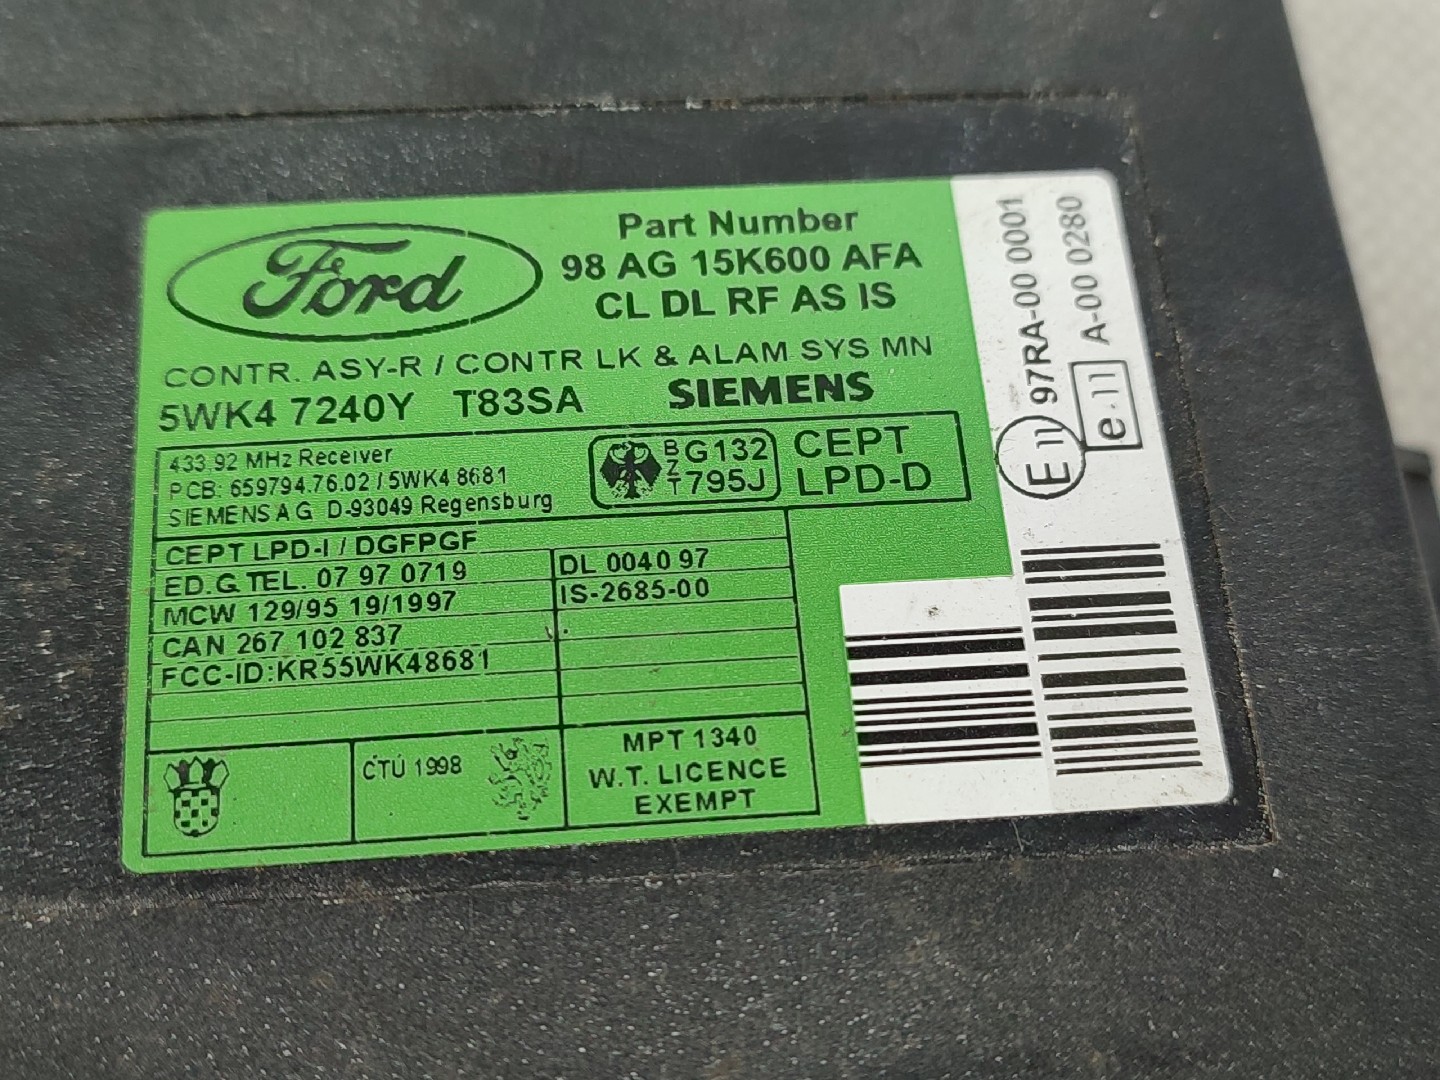 Ford
Part Number
98 AG 15K600 AFA
CL DL RF AS IS
CONTR. ASY-R / CONTR LK & ALAM SYS MN
5WK4 7240Y T83SA SIEMENS
433.92 MHz Receiver
PCB: 659794.76.02 / 5WK4 8681
SIEMENS AG D-93049 Regensburg
BZT G132
795J
CEPT
LPD-D
CEPT LPD-I / DGFPGF
ED.G TEL. 07 97 0719
MCW 129/95 19/1997
CAN 267 102 837
FCC-ID:KR55WK48681
DL 0040 97
IS-2685-00
CTÚ 1998
MPT 1340
W.T. LICENCE
EXEMPT
E 11 97RA-00 0001
e 11 A-00 0280